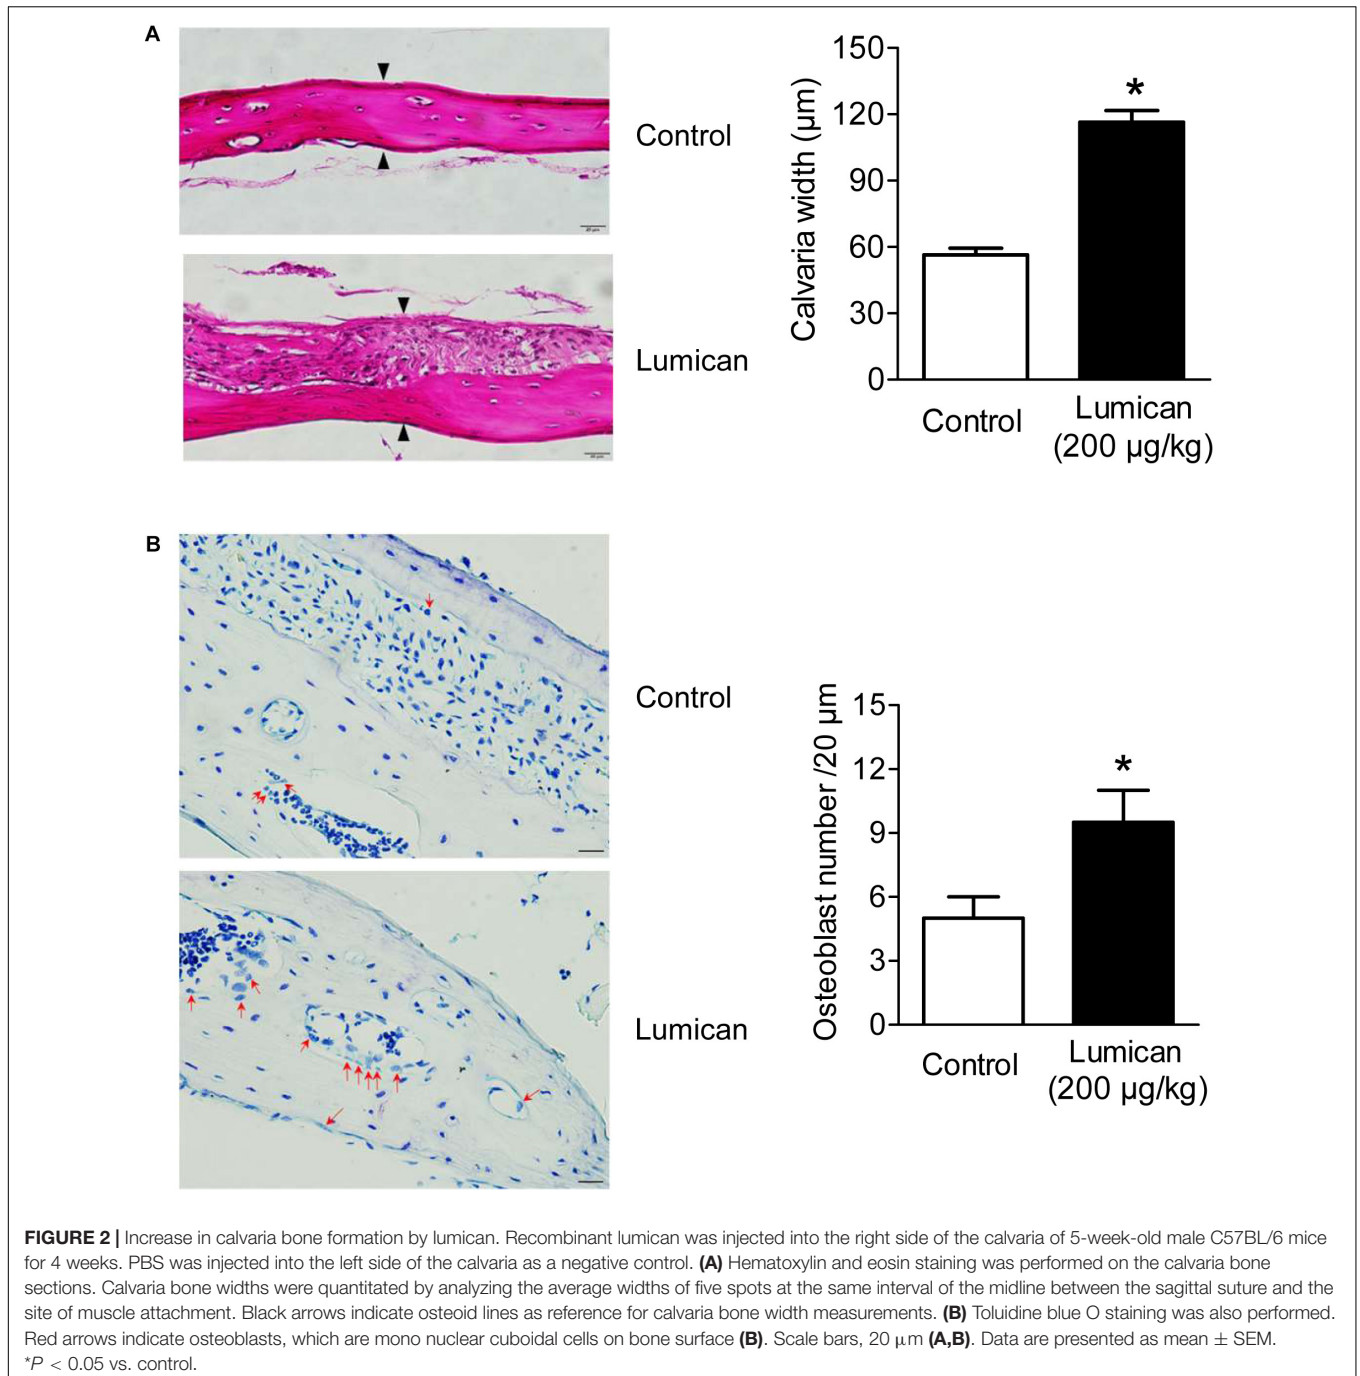 A
Control
Lumican
150
120
90
60
30
0
Calvaria width (µm)
*
Control
Lumican
(200 µg/kg)
B
Control
Lumican
15
12
9
6
3
0
Osteoblast number /20 µm
*
Control
Lumican
(200 µg/kg)
FIGURE 2 | Increase in calvaria bone formation by lumican. Recombinant lumican was injected into the right side of the calvaria of 5-week-old male C57BL/6 mice
for 4 weeks. PBS was injected into the left side of the calvaria as a negative control. (A) Hematoxylin and eosin staining was performed on the calvaria bone
sections. Calvaria bone widths were quantitated by analyzing the average widths of five spots at the same interval of the midline between the sagittal suture and the
site of muscle attachment. Black arrows indicate osteoid lines as reference for calvaria bone width measurements. (B) Toluidine blue O staining was also performed.
Red arrows indicate osteoblasts, which are mono nuclear cuboidal cells on bone surface (B). Scale bars, 20 µm (A,B). Data are presented as mean ± SEM.
*P < 0.05 vs. control.